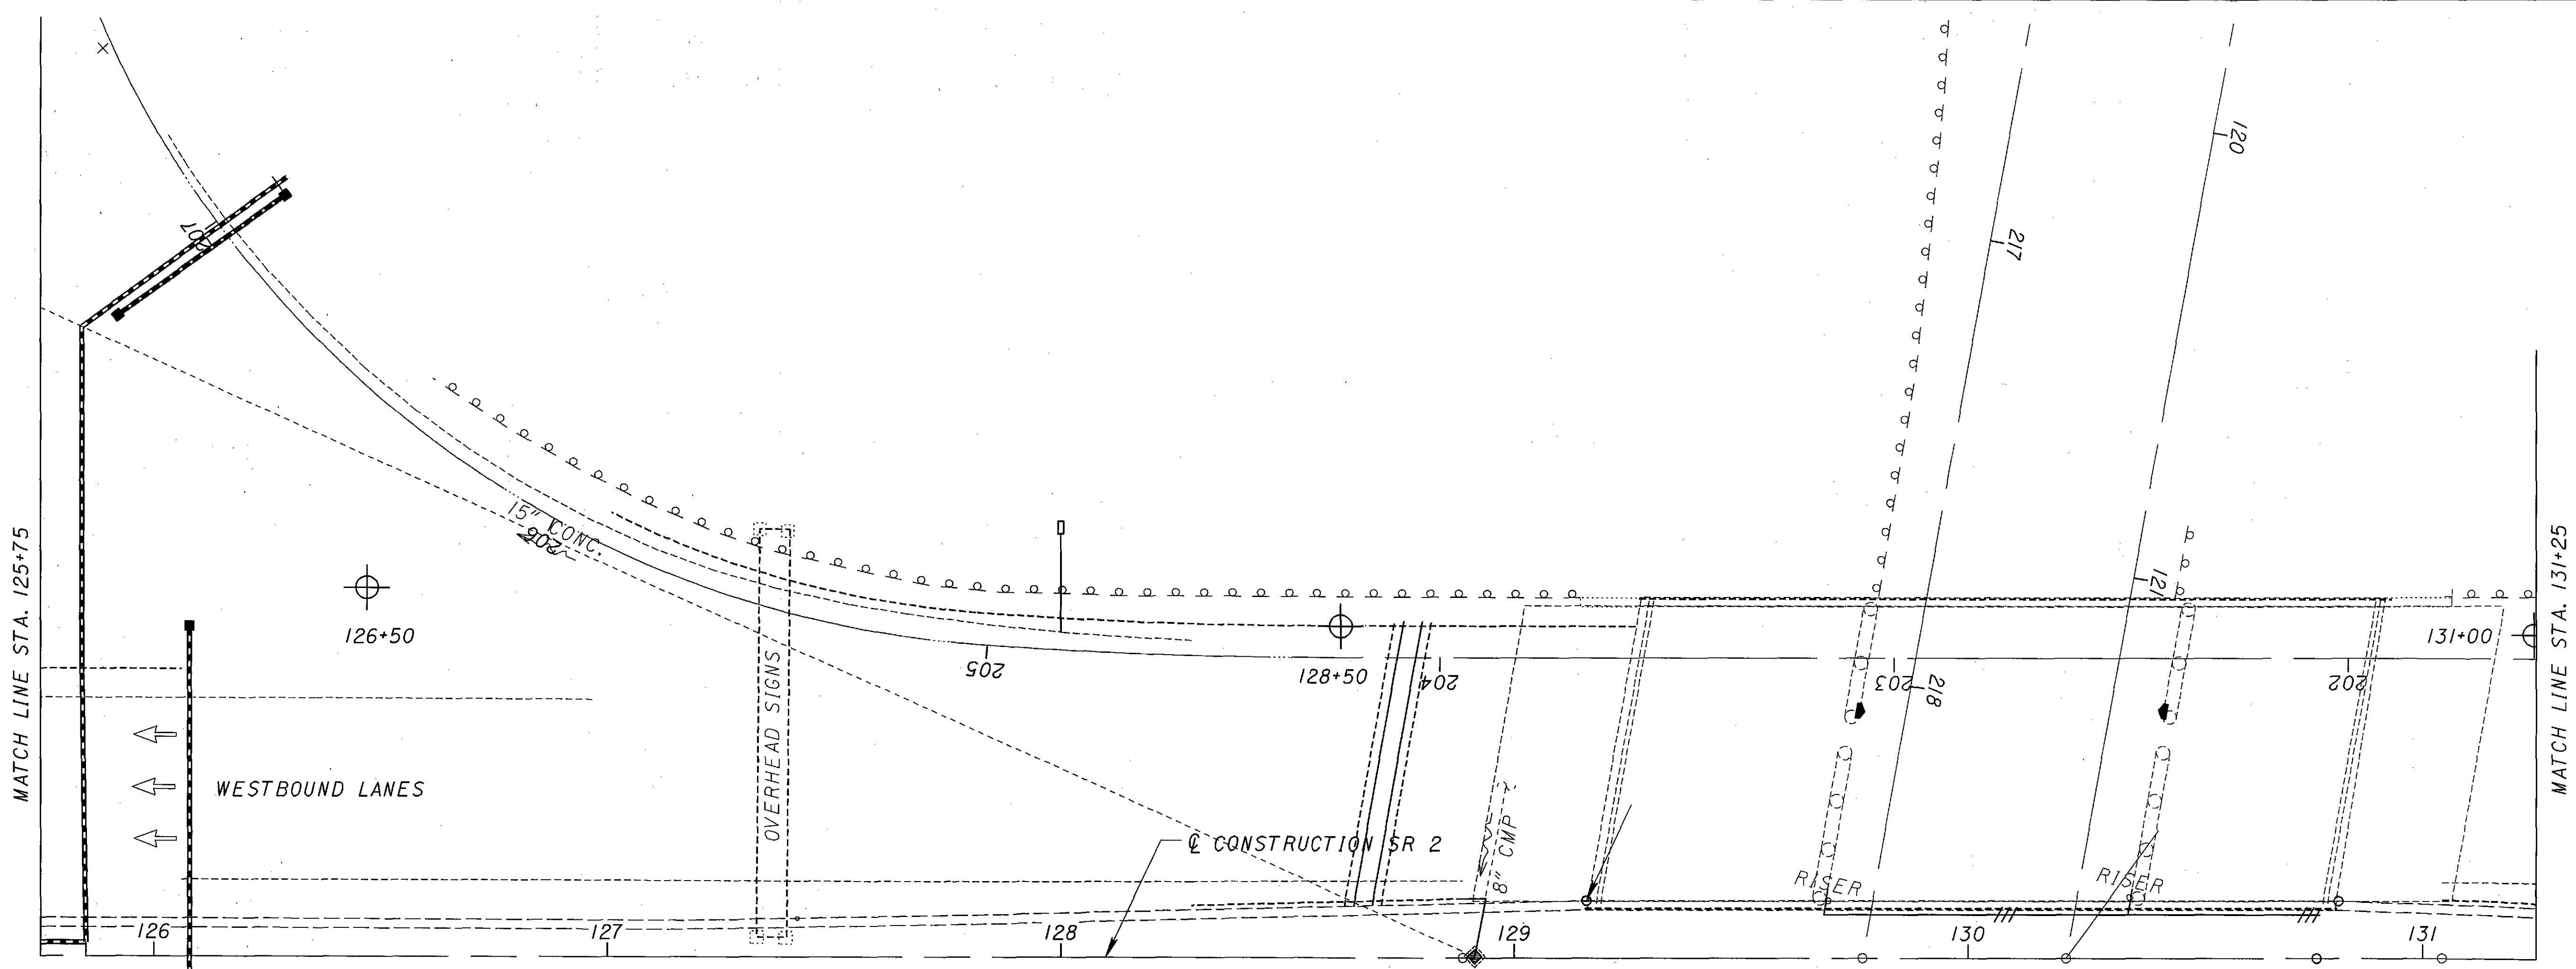 120
217
207
MATCH LINE STA. 125+75
MATCH LINE STA. 131+25
15" CONC.
206
121
126+50
131+00
205
128+50
204
203
218
202
OVERHEAD SIGNS
WESTBOUND LANES
℄ CONSTRUCTION SR 2
8" CMP
RISER
RISER
126
127
128
129
130
131